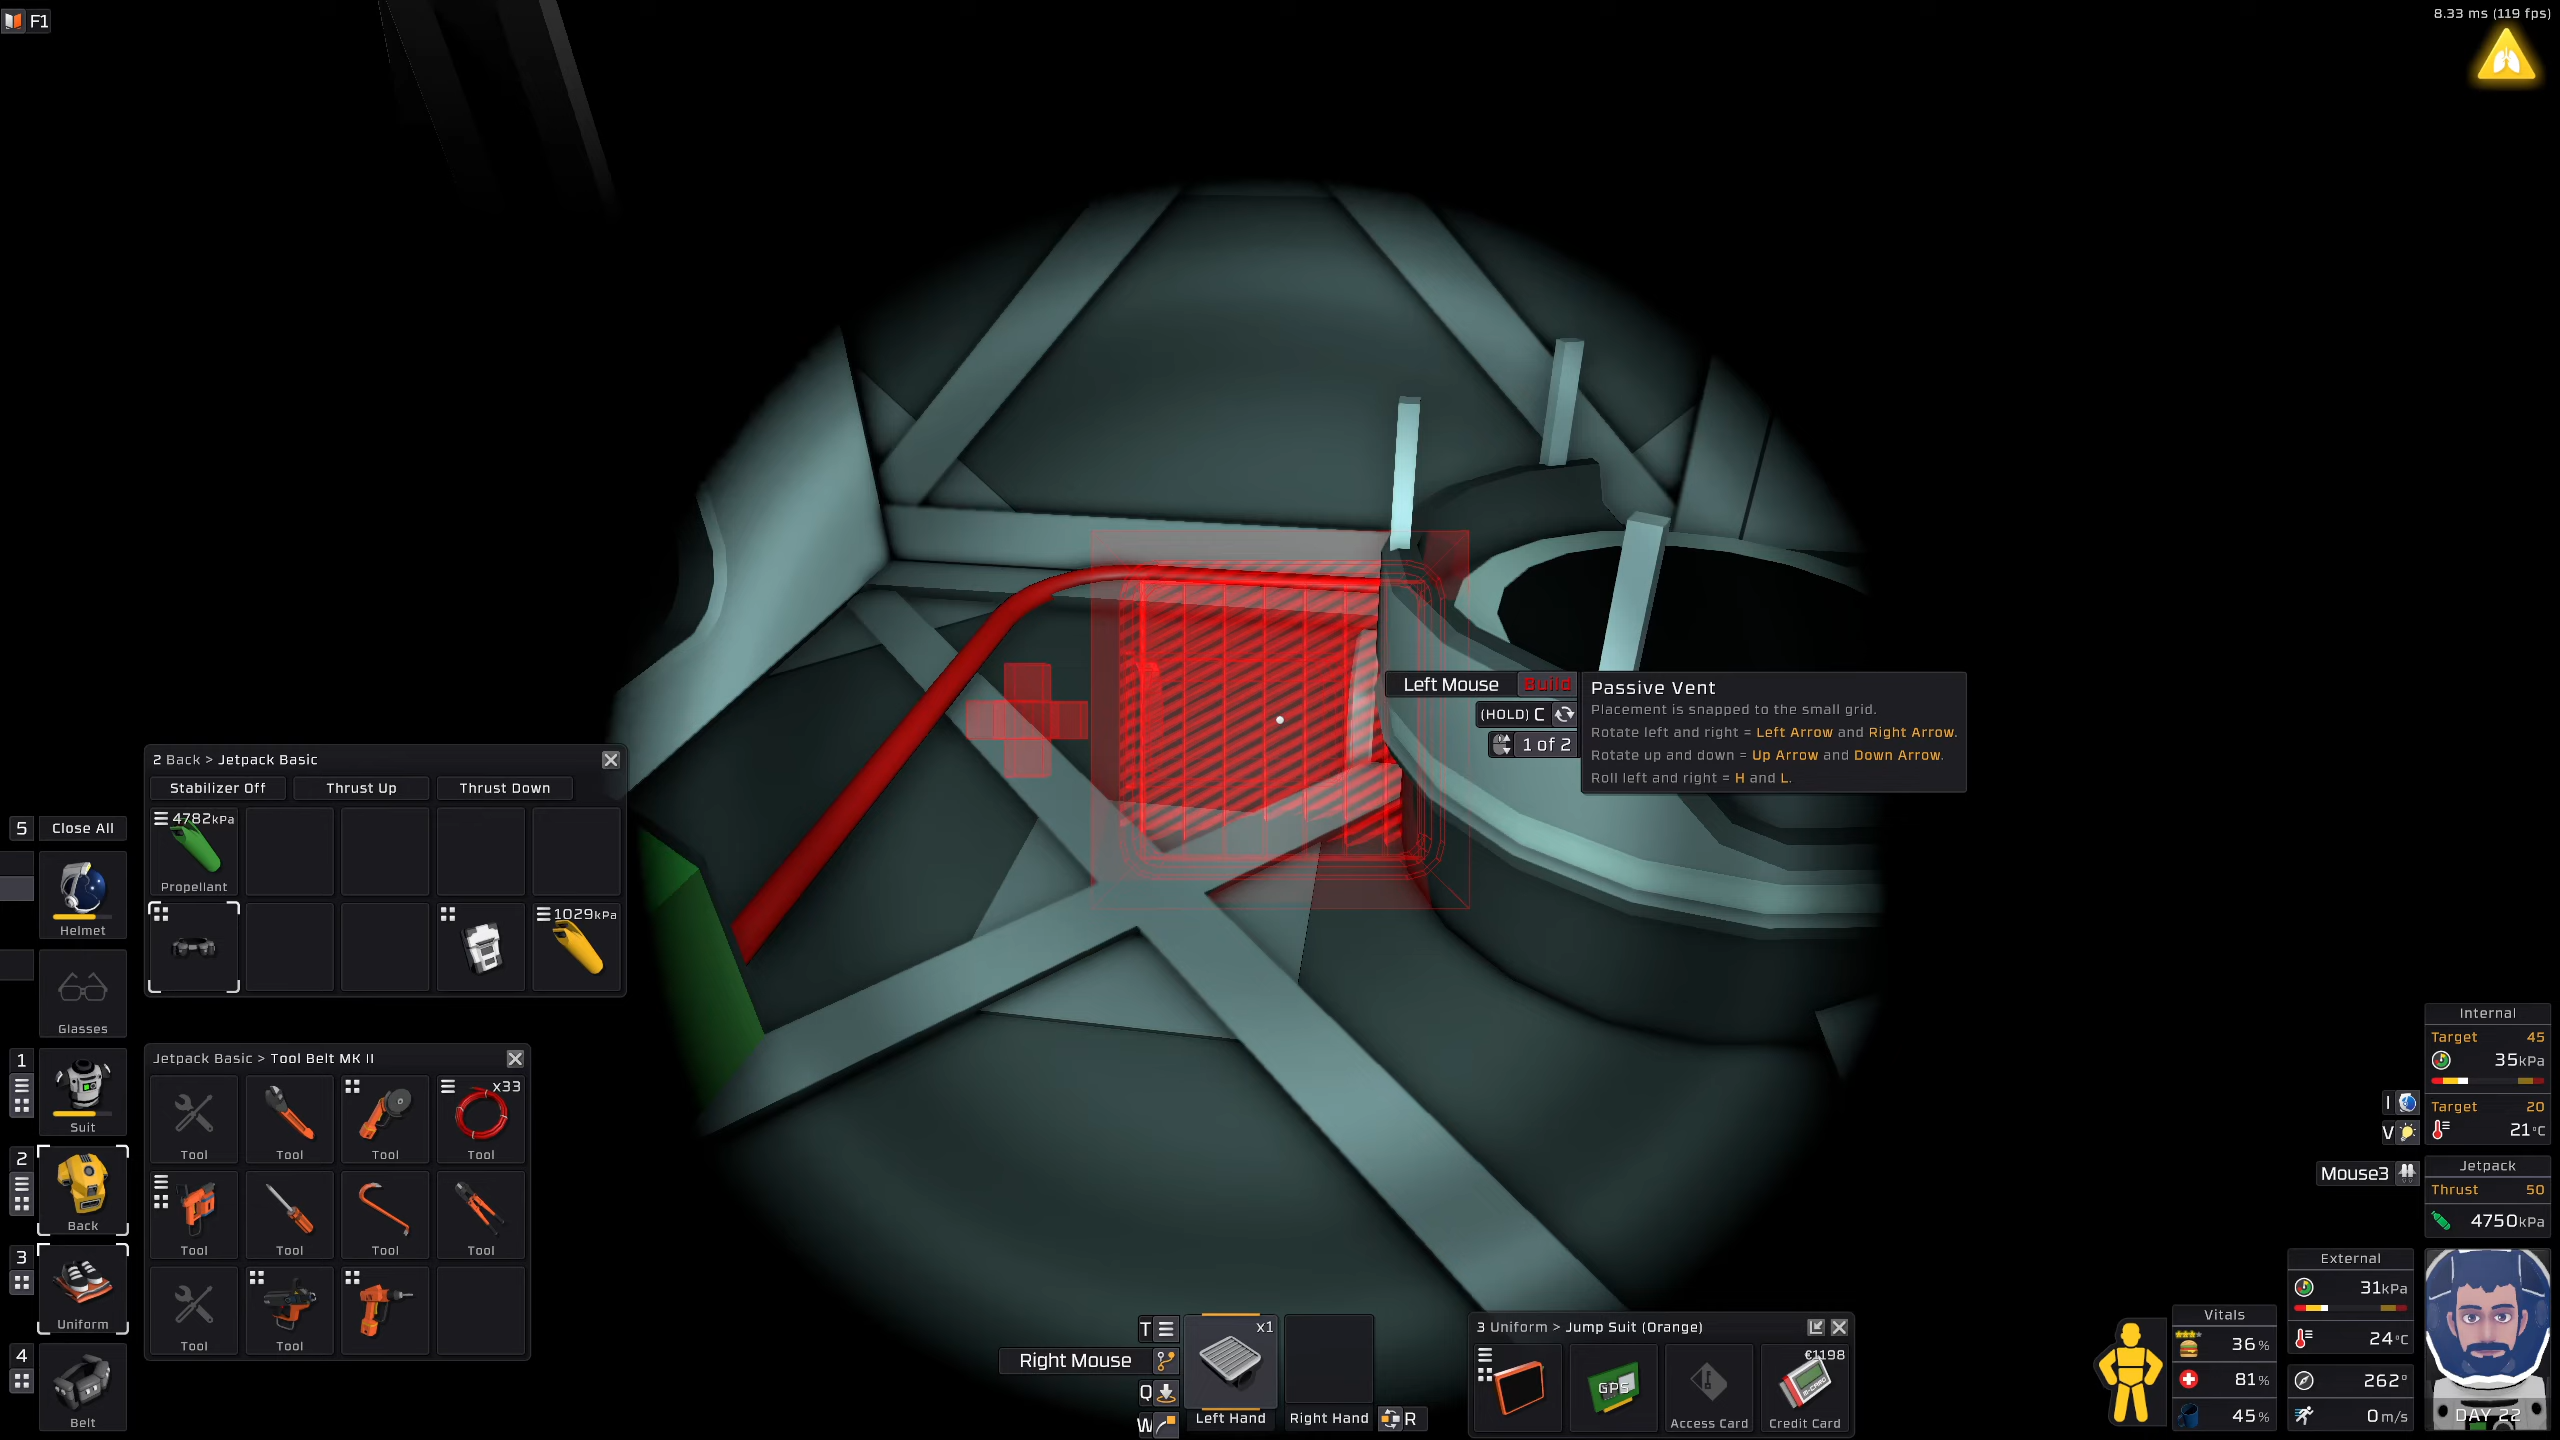 F1
8.33 ms (119 fps)
Left Mouse Build
(HOLD) C
1 of 2
Passive Vent
Placement is snapped to the small grid.
Rotate left and right = Left Arrow and Right Arrow.
Rotate up and down = Up Arrow and Down Arrow.
Roll left and right = H and L.
2 Back > Jetpack Basic
Stabilizer Off
Thrust Up
Thrust Down
4782kPa
Propellant
1029kPa
5
Close All
Helmet
Glasses
1
Suit
2
Back
3
Uniform
4
Belt
Jetpack Basic > Tool Belt MK II
x33
Tool
Tool
Tool
Tool
Tool
Tool
Tool
Tool
Tool
Tool
Tool
T
Right Mouse
Q
W
x1
Left Hand
Right Hand
R
3 Uniform > Jump Suit (Orange)
GPS
Access Card
€1198
Credit Card
Internal
Target 45
35kPa
Target 20
21°C
I
V
Mouse3
Jetpack
Thrust 50
4750kPa
External
31kPa
24°C
262°
0m/s
Vitals
36%
81%
45%
DAY 22